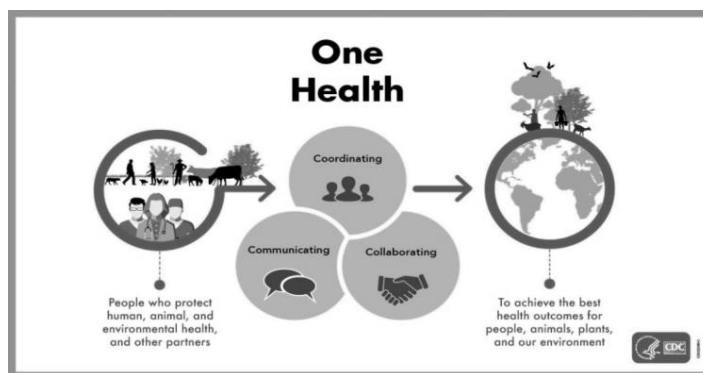 One
Health
Coordinating
Communicating
Collaborating
People who protect
human, animal, and
environmental health,
and other partners
To achieve the best
health outcomes for
people, animals, plants,
and our environment
CDC